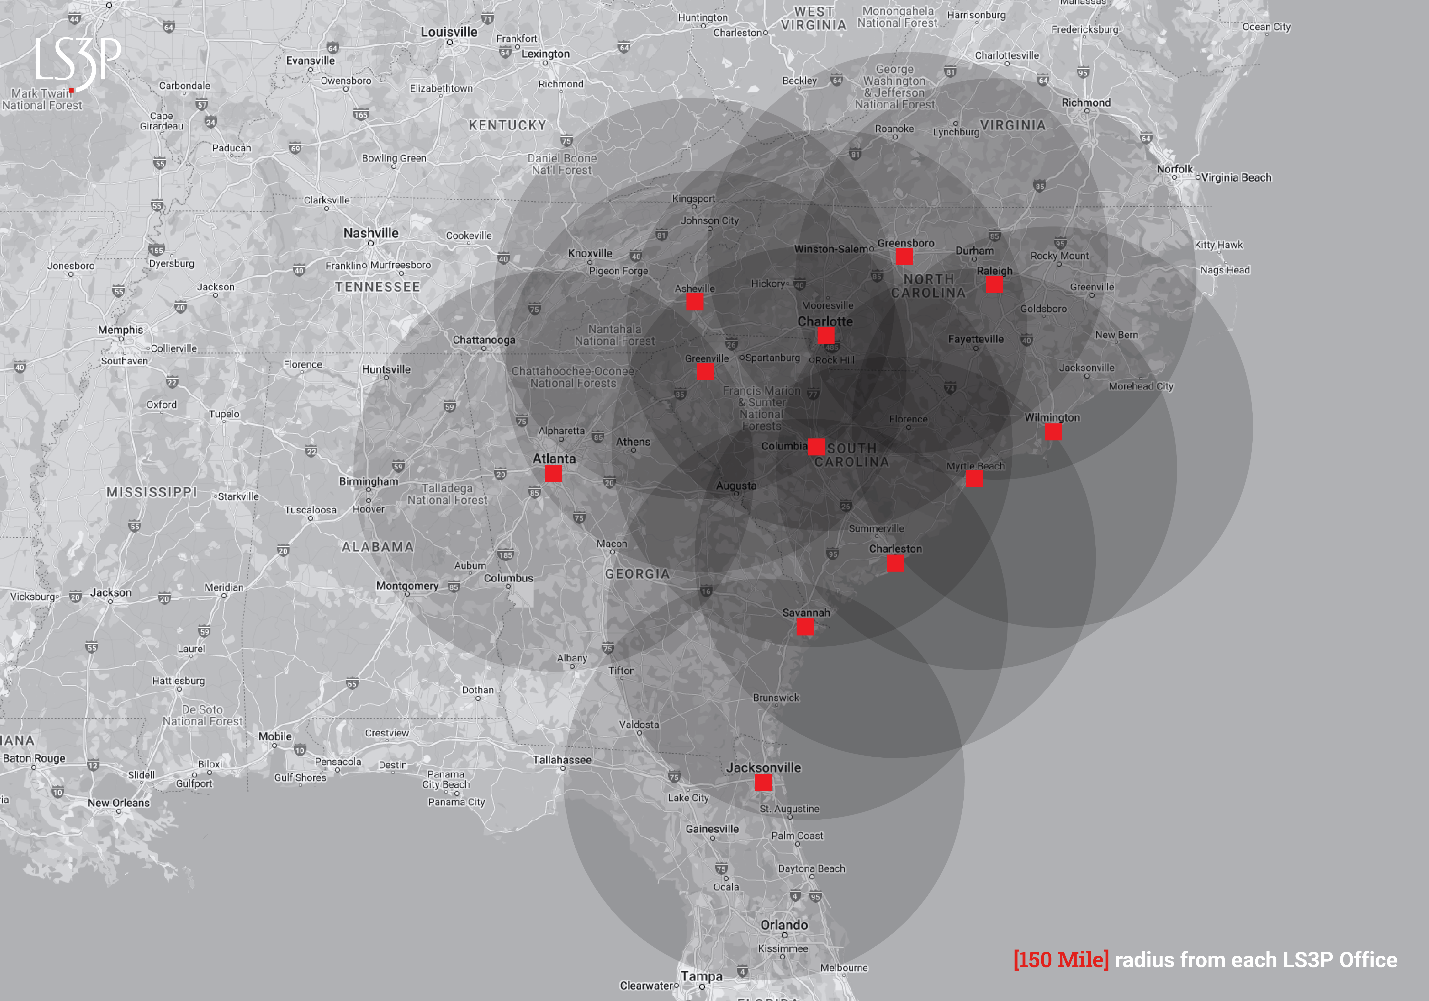 LS3P
WEST
VIRGINIA
Monongahela
National Forest
Harrisonburg
Manassas
Fredericksburg
Ocean City
Huntington
Charleston
Louisville
Frankfort
Lexington
Evansville
Owensboro
Elizabethtown
Richmond
Carbondale
Mark Twain
National Forest
Cape
Girardeau
Paducah
KENTUCKY
Bowling Green
Daniel Boone
Nat'l Forest
Beckley
George
Washington
& Jefferson
National Forest
Charlottesville
Richmond
Roanoke
Lynchburg
VIRGINIA
Norfolk
Virginia Beach
Clarksville
Nashville
Cookeville
Kingsport
Johnson City
Knoxville
Pigeon Forge
Winston-Salem
Greensboro
Durham
Raleigh
Rocky Mount
Kitty Hawk
Nags Head
Jonesboro
Dyersburg
Franklin
Murfreesboro
TENNESSEE
Jackson
Asheville
Hickory
Mooresville
NORTH
CAROLINA
Goldsboro
Greenville
Memphis
Collierville
Southaven
Chattanooga
Nantahala
National Forest
Charlotte
Fayetteville
New Bern
Florence
Huntsville
Chattahoochee-Oconee
National Forests
Greenville
Spartanburg
Rock Hill
Jacksonville
Morehead City
Oxford
Tupelo
Francis Marion
& Sumter
National
Forests
Florence
Wilmington
Alpharetta
Athens
Columbia
SOUTH
CAROLINA
Atlanta
Myrtle Beach
Birmingham
Hoover
Talladega
National Forest
Augusta
MISSISSIPPI
Starkville
Tuscaloosa
ALABAMA
Summerville
Charleston
Macon
Auburn
Columbus
GEORGIA
Montgomery
Vicksburg
Jackson
Meridian
Savannah
Laurel
Albany
Tifton
Hattiesburg
Dothan
De Soto
National Forest
Brunswick
Valdosta
IANA
Baton Rouge
Mobile
Crestview
Tallahassee
Jacksonville
Slidell
Biloxi
Gulfport
Gulf Shores
Pensacola
Destin
Panama
City Beach
Panama City
New Orleans
Lake City
St. Augustine
Gainesville
Palm Coast
Ocala
Daytona Beach
Orlando
Kissimmee
Melbourne
Tampa
Clearwater
FLORIDA
[150 Mile] radius from each LS3P Office